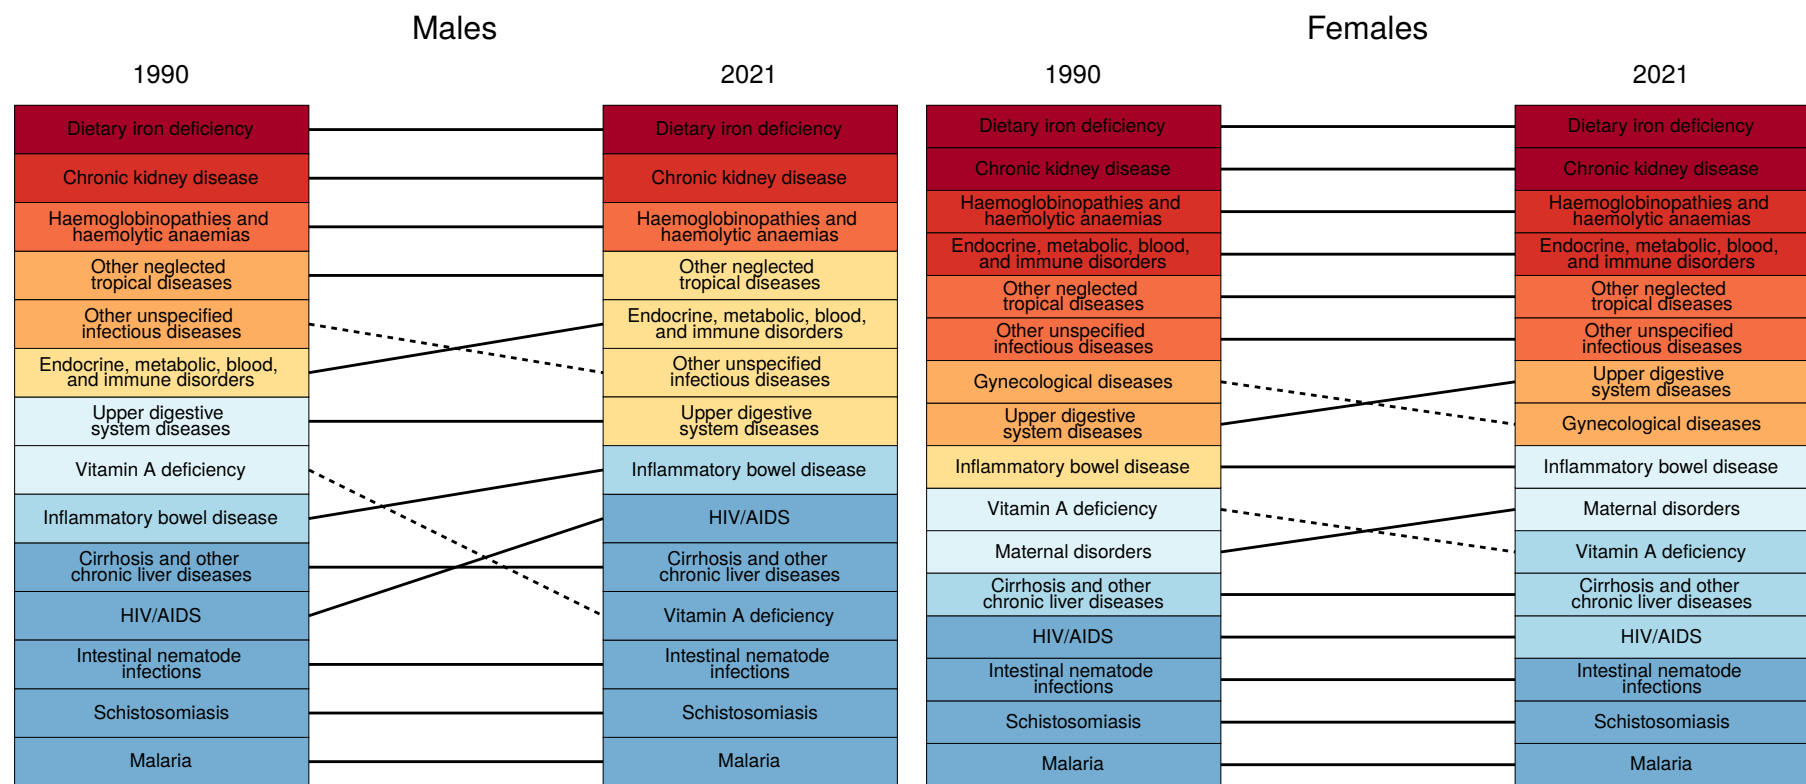 Males
1990
2021
Dietary iron deficiency
Chronic kidney disease
Haemoglobinopathies and
haemolytic anaemias
Other neglected
tropical diseases
Other unspecified
infectious diseases
Endocrine, metabolic, blood,
and immune disorders
Upper digestive
system diseases
Vitamin A deficiency
Inflammatory bowel disease
Cirrhosis and other
chronic liver diseases
HIV/AIDS
Intestinal nematode
infections
Schistosomiasis
Malaria
Dietary iron deficiency
Chronic kidney disease
Haemoglobinopathies and
haemolytic anaemias
Other neglected
tropical diseases
Endocrine, metabolic, blood,
and immune disorders
Other unspecified
infectious diseases
Upper digestive
system diseases
Inflammatory bowel disease
HIV/AIDS
Cirrhosis and other
chronic liver diseases
Vitamin A deficiency
Intestinal nematode
infections
Schistosomiasis
Malaria
Females
1990
2021
Dietary iron deficiency
Chronic kidney disease
Haemoglobinopathies and
haemolytic anaemias
Endocrine, metabolic, blood,
and immune disorders
Other neglected
tropical diseases
Other unspecified
infectious diseases
Gynecological diseases
Upper digestive
system diseases
Inflammatory bowel disease
Vitamin A deficiency
Maternal disorders
Cirrhosis and other
chronic liver diseases
HIV/AIDS
Intestinal nematode
infections
Schistosomiasis
Malaria
Dietary iron deficiency
Chronic kidney disease
Haemoglobinopathies and
haemolytic anaemias
Endocrine, metabolic, blood,
and immune disorders
Other neglected
tropical diseases
Other unspecified
infectious diseases
Upper digestive
system diseases
Gynecological diseases
Inflammatory bowel disease
Maternal disorders
Vitamin A deficiency
Cirrhosis and other
chronic liver diseases
HIV/AIDS
Intestinal nematode
infections
Schistosomiasis
Malaria